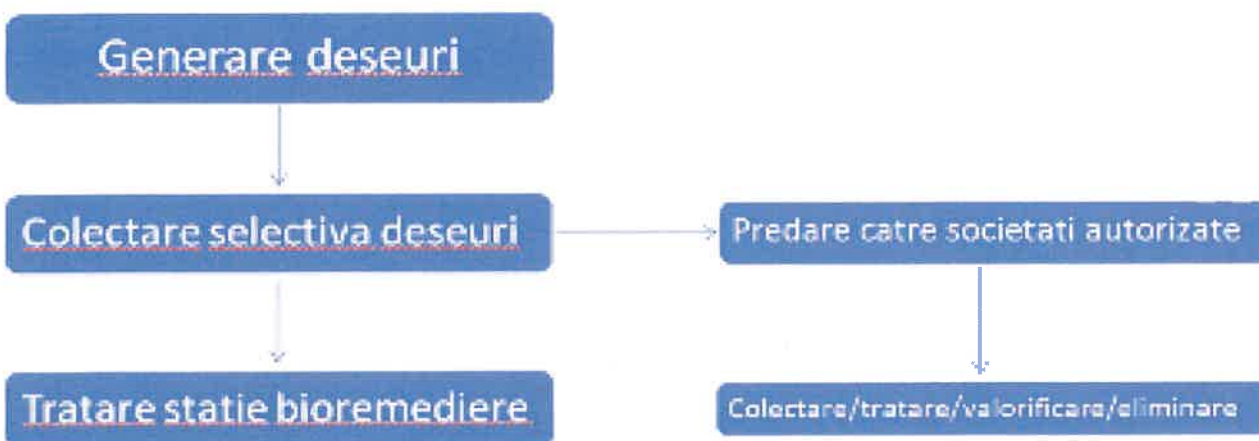 Generare deseuri
Colectare selectiva deseuri
Predare catre societati autorizate
Tratare statie bioremediere
Colectare/tratare/valorificare/eliminare